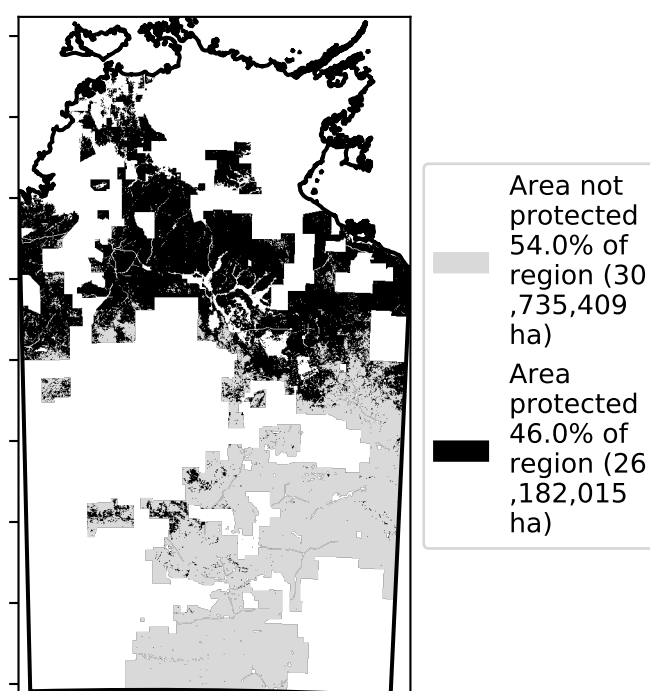 Area not
protected
54.0% of
region (30
,735,409
ha)
Area
protected
46.0% of
region (26
,182,015
ha)